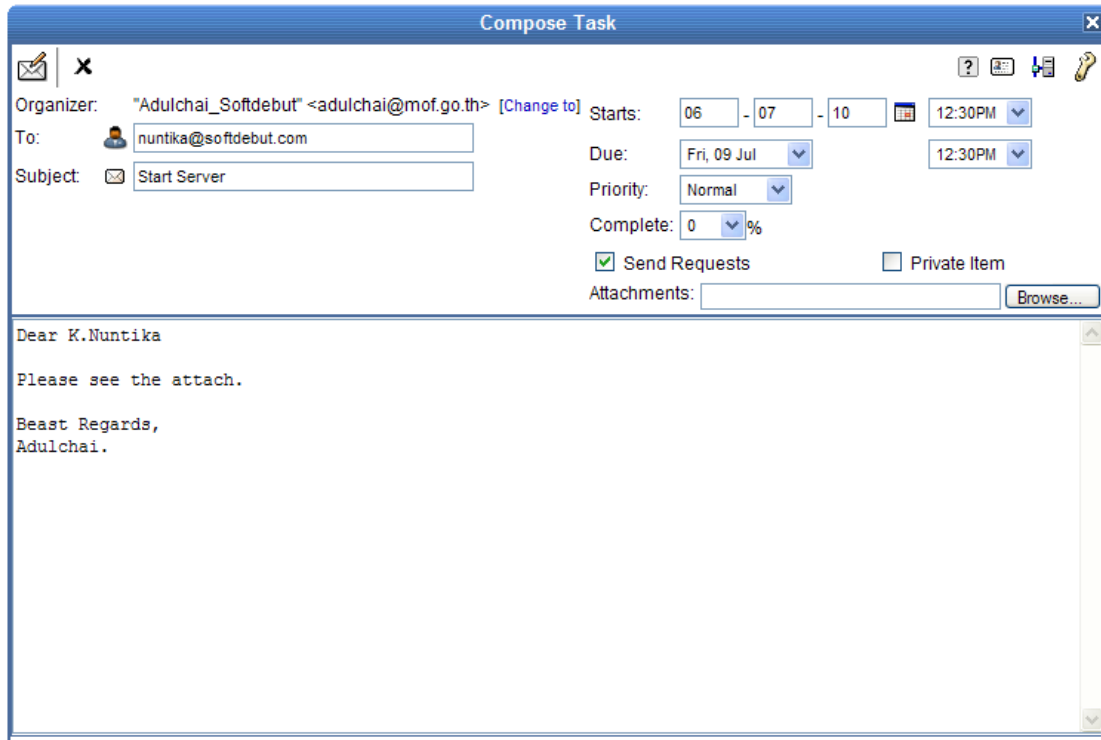 Compose Task
Organizer: "Adulchai_Softdebut" <adulchai@mof.go.th> [Change to]
To: nuntika@softdebut.com
Subject: Start Server
Starts: 06 - 07 - 10 12:30PM
Due: Fri, 09 Jul 12:30PM
Priority: Normal
Complete: 0 %
Send Requests Private Item
Attachments: Browse...
Dear K.Nuntika
Please see the attach.
Beast Regards,
Adulchai.